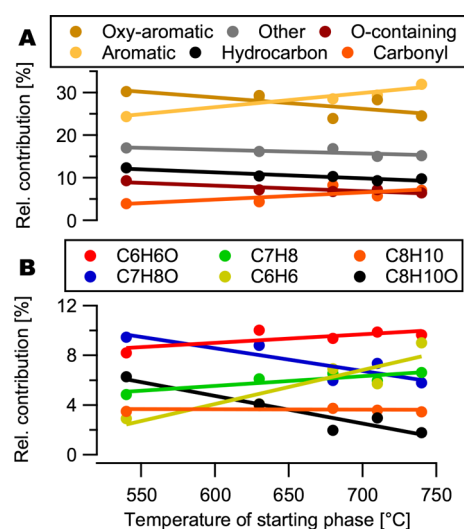 A
Oxy-aromatic Other O-containing
Aromatic Hydrocarbon Carbonyl
Rel. contribution [%]
30
20
10
0
B
C6H6O C7H8 C8H10
C7H8O C6H6 C8H10O
Rel. contribution [%]
12
8
4
0
550 600 650 700 750
Temperature of starting phase [°C]